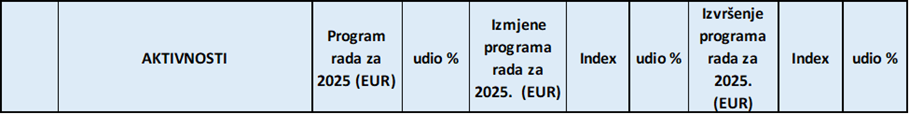 AKTIVNOSTI
Program
rada za
2025 (EUR)
udio %
Izmjene
programa
rada za
2025.  (EUR)
Index
udio %
Izvršenje
programa
rada za
2025.
(EUR)
Index
udio %